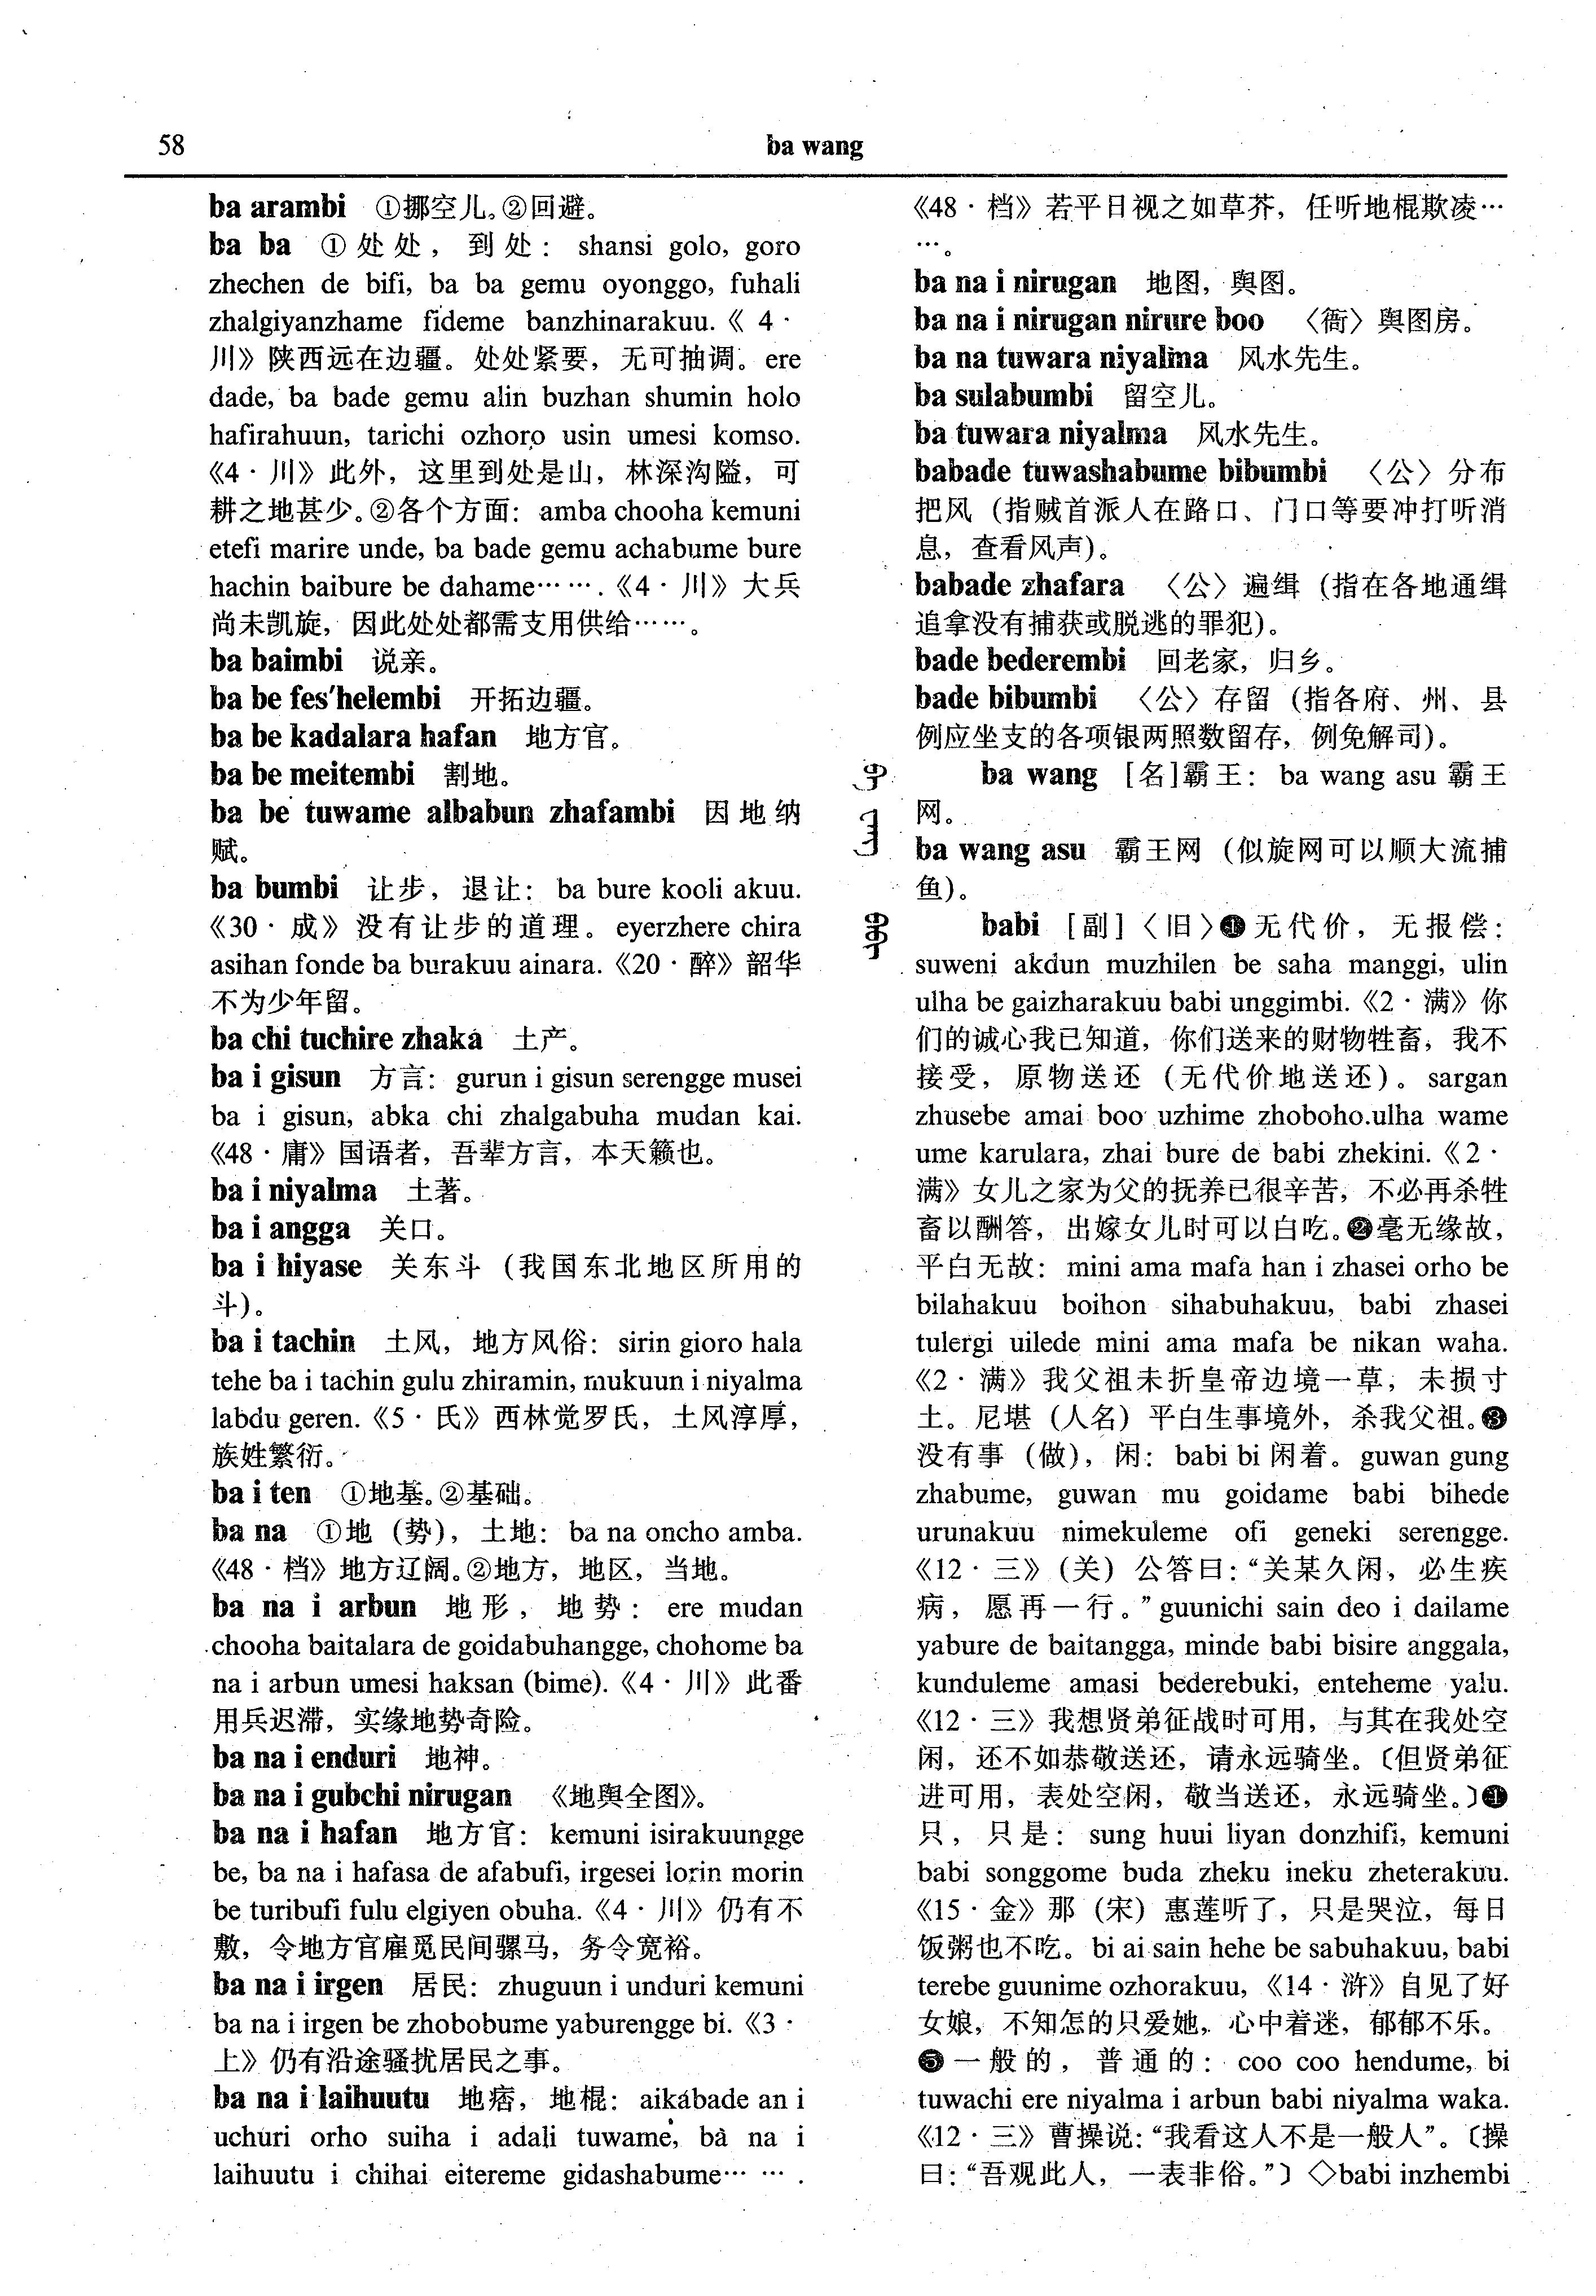 58
ba wang
ba arambi ①挪空儿。②回避。
ba ba ①处处，到处：shansi golo, goro
zhechen de bifi, ba ba gemu oyonggo, fuhali
zhalgiyanzhame fideme banzhinarakuu.《4·
川》陕西远在边疆。处处紧要，无可抽调。ere
dade, ba bade gemu alin buzhan shumin holo
hafirahuun, tarichi ozhoro usin umesi komso.
《4·川》此外，这里到处是山，林深沟隘，可
耕之地甚少。②各个方面：amba chooha kemuni
etefi marire unde, ba bade gemu achabume bure
hachin baibure be dahame⋯⋯.《4·川》大兵
尚未凯旋，因此处处都需支用供给⋯⋯。
ba baimbi 说亲。
ba be fes'helembi 开拓边疆。
ba be kadalara hafan 地方官。
ba be meitembi 割地。
ba be tuwame albabun zhafambi 因地纳
赋。
ba bumbi 让步，退让：ba bure kooli akuu.
《30·成》没有让步的道理。eyerzhere chira
asihan fonde ba burakuu ainara.《20·醉》韶华
不为少年留。
ba chi tuchire zhaka 土产。
ba i gisun 方言：gurun i gisun serengge musei
ba i gisun, abka chi zhalgabuha mudan kai.
《48·庸》国语者，吾辈方言，本天籁也。
ba i niyalma 土著。
ba i angga 关口。
ba i hiyase 关东斗（我国东北地区所用的
斗）。
ba i tachin 土风，地方风俗：sirin gioro hala
tehe ba i tachin gulu zhiramin, mukuun i niyalma
labdu geren.《5·氏》西林觉罗氏，土风淳厚，
族姓繁衍。
ba i ten ①地基。②基础。
ba na ①地（势），土地：ba na oncho amba.
《48·档》地方辽阔。②地方，地区，当地。
ba na i arbun 地形，地势：ere mudan
chooha baitalara de goidabuhangge, chohome ba
na i arbun umesi haksan (bime).《4·川》此番
用兵迟滞，实缘地势奇险。
ba na i enduri 地神。
ba na i gubchi nirugan 《地舆全图》。
ba na i hafan 地方官：kemuni isirakuungge
be, ba na i hafasa de afabufi, irgesei lorin morin
be turibufi fulu elgiyen obuha.《4·川》仍有不
敷，令地方官雇觅民间骡马，务令宽裕。
ba na i irgen 居民：zhuguun i unduri kemuni
ba na i irgen be zhobobume yaburengge bi.《3·
上》仍有沿途骚扰居民之事。
ba na i laihuutu 地痞，地棍：aikabade an i
uchuri orho suiha i adali tuwame, ba na i
laihuutu i chihai eitereme gidashabume⋯⋯.
《48·档》若平日视之如草芥，任听地棍欺凌⋯
⋯。
ba na i nirugan 地图，舆图。
ba na i nirugan nirure boo 〈衙〉舆图房。
ba na tuwara niyalma 风水先生。
ba sulabumbi 留空儿。
ba tuwara niyalma 风水先生。
babade tuwashabume bibumbi 〈公〉分布
把风（指贼首派人在路口、门口等要冲打听消
息，查看风声）。
babade zhafara 〈公〉遍缉（指在各地通缉
追拿没有捕获或脱逃的罪犯）。
bade bederembi 回老家，归乡。
bade bibumbi 〈公〉存留（指各府、州、县
例应坐支的各项银两照数留存，例免解司）。
ba wang [名]霸王：ba wang asu 霸王
网。
ba wang asu 霸王网（似旋网可以顺大流捕
鱼）。
babi [副]〈旧〉❶无代价，无报偿：
suweni akdun muzhilen be saha manggi, ulin
ulha be gaizharakuu babi unggimbi.《2·满》你
们的诚心我已知道，你们送来的财物牲畜，我不
接受，原物送还（无代价地送还）。sargan
zhusebe amai boo uzhime zhoboho.ulha wame
ume karulara, zhai bure de babi zhekini.《2·
满》女儿之家为父的抚养已很辛苦，不必再杀牲
畜以酬答，出嫁女儿时可以白吃。❷毫无缘故，
平白无故：mini ama mafa han i zhasei orho be
bilahakuu boihon sihabuhakuu, babi zhasei
tulergi uilede mini ama mafa be nikan waha.
《2·满》我父祖未折皇帝边境一草，未损寸
土。尼堪（人名）平白生事境外，杀我父祖。❸
没有事（做），闲：babi bi 闲着。guwan gung
zhabume, guwan mu goidame babi bihede
urunakuu nimekuleme ofi geneki serengge.
《12·三》（关）公答曰：“关某久闲，必生疾
病，愿再一行。”guunichi sain deo i dailame
yabure de baitangga, minde babi bisire anggala,
kunduleme amasi bederebuki, enteheme yalu.
《12·三》我想贤弟征战时可用，与其在我处空
闲，还不如恭敬送还，请永远骑坐。〔但贤弟征
进可用，表处空闲，敬当送还，永远骑坐。〕❹
只，只是：sung huui liyan donzhifi, kemuni
babi songgome buda zheku ineku zheterakuu.
《15·金》那（宋）惠莲听了，只是哭泣，每日
饭粥也不吃。bi ai sain hehe be sabuhakuu, babi
terebe guunime ozhorakuu,《14·浒》自见了好
女娘，不知怎的只爱她，心中着迷，郁郁不乐。
❺一般的，普通的：coo coo hendume, bi
tuwachi ere niyalma i arbun babi niyalma waka.
《12·三》曹操说：“我看这人不是一般人”。〔操
曰：“吾观此人，一表非俗。”〕◇babi inzhembi